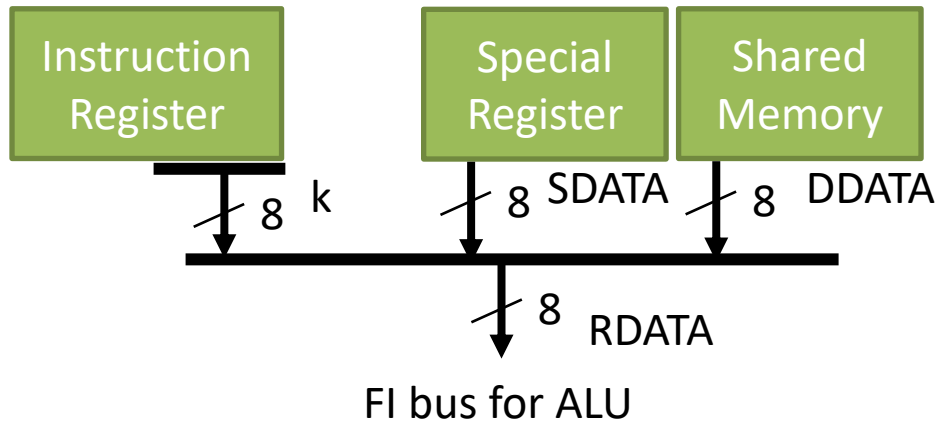 Instruction
Register
Special
Register
Shared
Memory
8
k
8
SDATA
8
DDATA
8
RDATA
FI bus for ALU